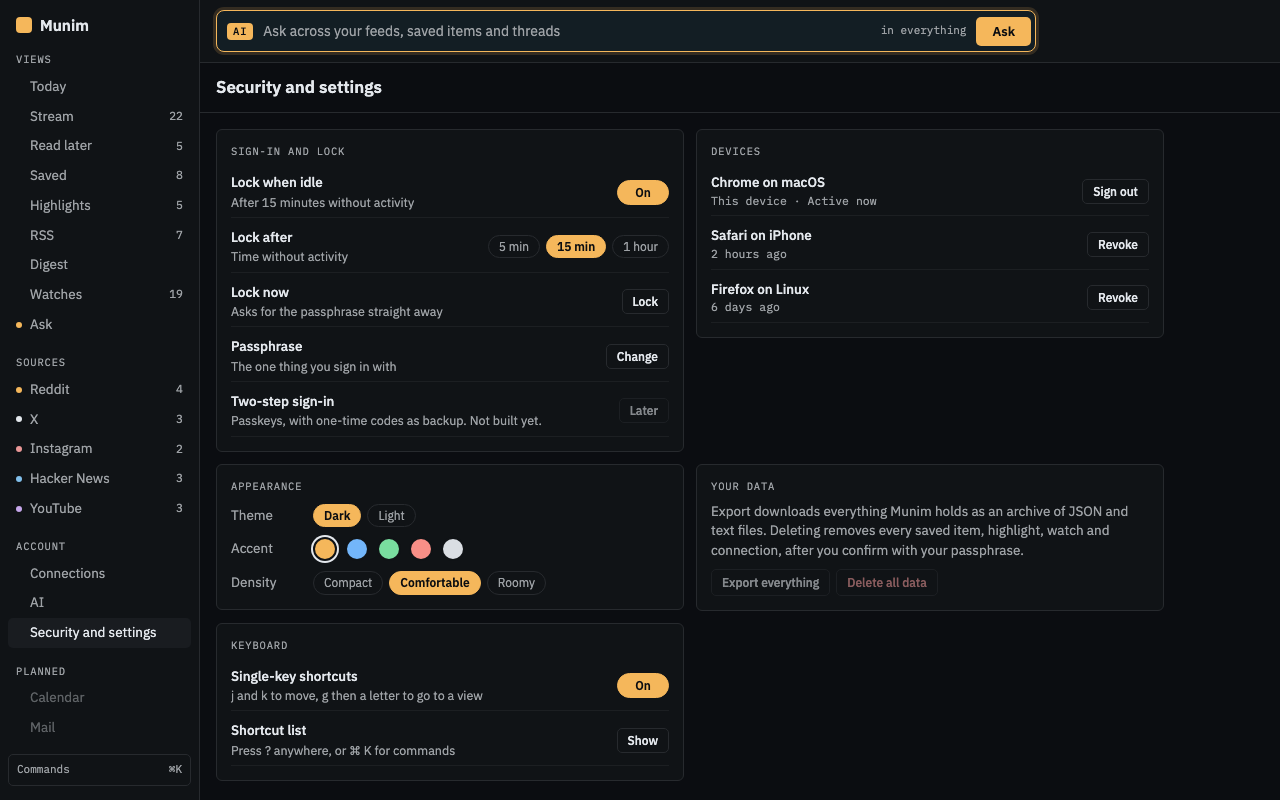 Munim
VIEWS
Today
Stream 22
Read later 5
Saved 8
Highlights 5
RSS 7
Digest
Watches 19
Ask
SOURCES
Reddit 4
X 3
Instagram 2
Hacker News 3
YouTube 3
ACCOUNT
Connections
AI
Security and settings
PLANNED
Calendar
Mail
Commands ⌘K
AI Ask across your feeds, saved items and threads in everything Ask
Security and settings
SIGN-IN AND LOCK
Lock when idle
After 15 minutes without activity
On
Lock after
Time without activity
5 min 15 min 1 hour
Lock now
Asks for the passphrase straight away
Lock
Passphrase
The one thing you sign in with
Change
Two-step sign-in
Passkeys, with one-time codes as backup. Not built yet.
Later
DEVICES
Chrome on macOS
This device · Active now
Sign out
Safari on iPhone
2 hours ago
Revoke
Firefox on Linux
6 days ago
Revoke
APPEARANCE
Theme Dark Light
Accent
Density Compact Comfortable Roomy
YOUR DATA
Export downloads everything Munim holds as an archive of JSON and
text files. Deleting removes every saved item, highlight, watch and
connection, after you confirm with your passphrase.
Export everything Delete all data
KEYBOARD
Single-key shortcuts
j and k to move, g then a letter to go to a view
On
Shortcut list
Press ? anywhere, or ⌘ K for commands
Show